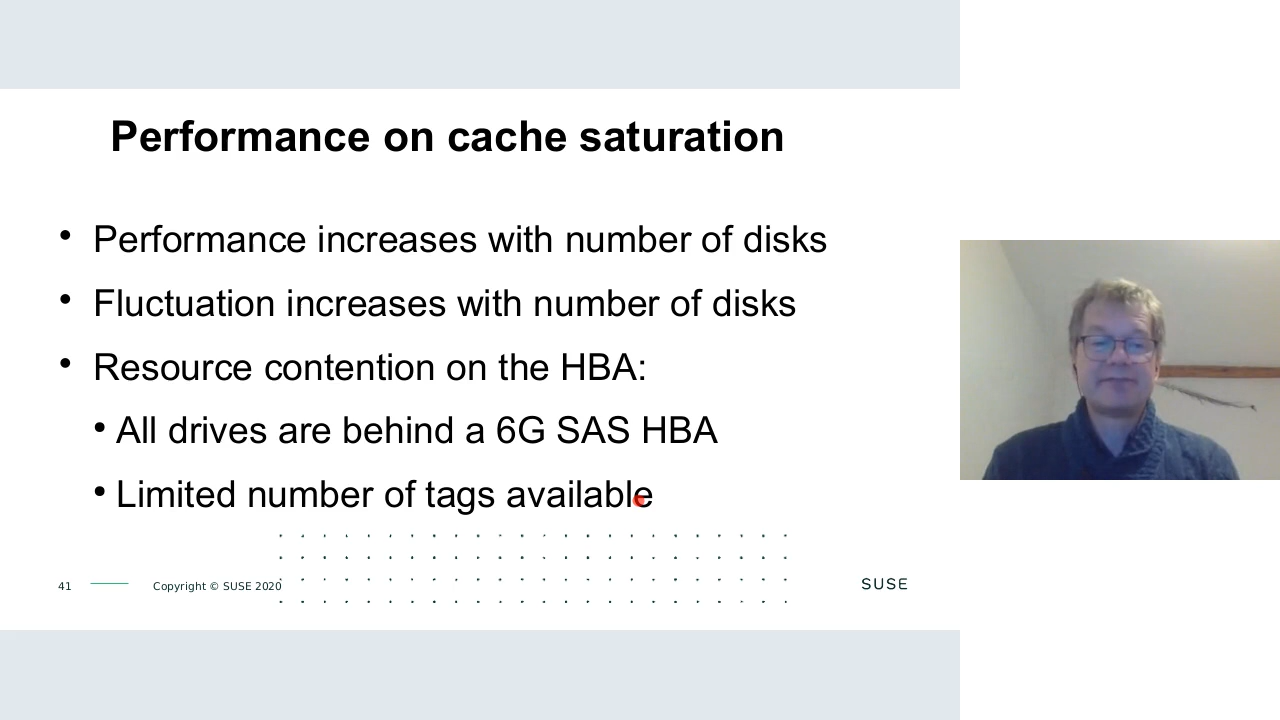 Performance on cache saturation
• Performance increases with number of disks
• Fluctuation increases with number of disks
• Resource contention on the HBA:
• All drives are behind a 6G SAS HBA
• Limited number of tags available
41
Copyright © SUSE 2020
SUSE